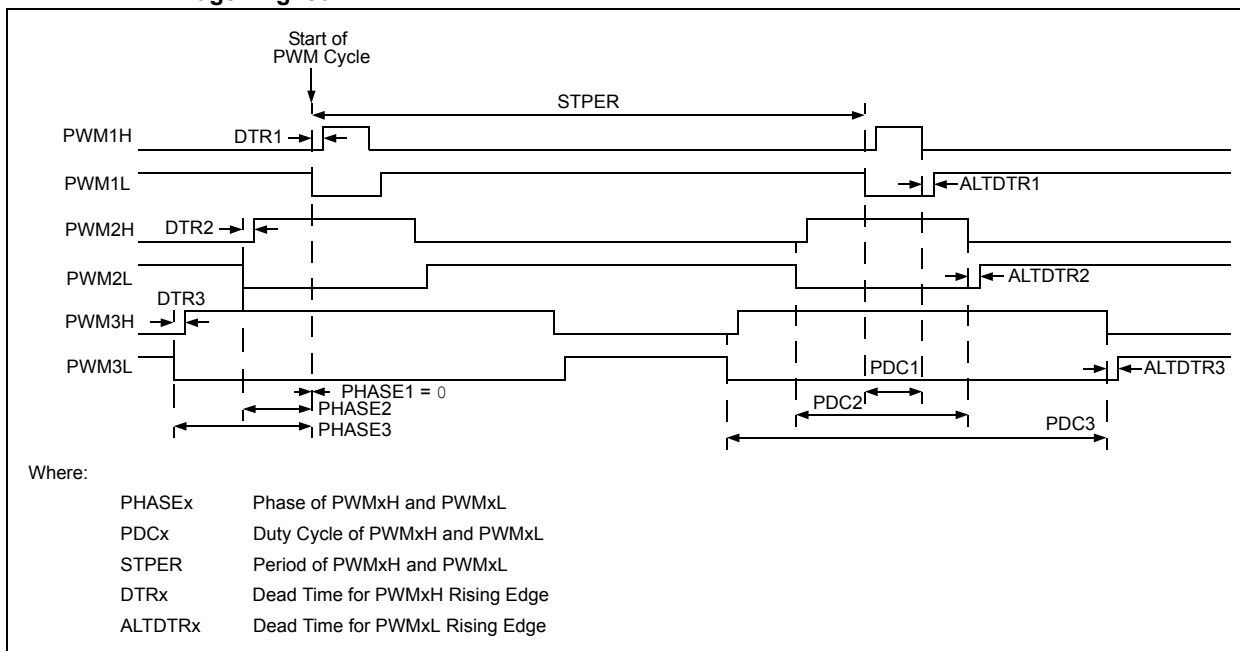 Start of
PWM Cycle
STPER
PWM1H
DTR1
PWM1L
ALTDTR1
PWM2H
DTR2
PWM2L
ALTDTR2
DTR3
PWM3H
PWM3L
PDC1
ALTDTR3
PHASE1 = 0
PHASE2
PDC2
PHASE3
PDC3
Where:
PHASEx Phase of PWMxH and PWMxL
PDCx Duty Cycle of PWMxH and PWMxL
STPER Period of PWMxH and PWMxL
DTRx Dead Time for PWMxH Rising Edge
ALTDTRx Dead Time for PWMxL Rising Edge